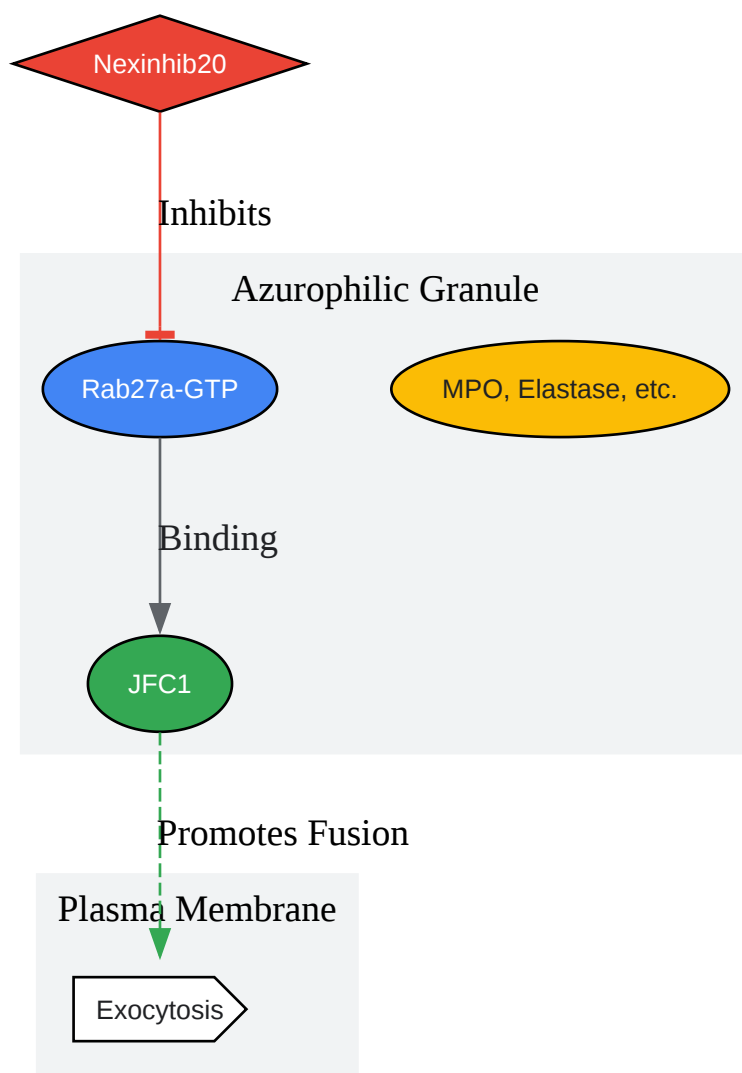 Nexinhib20
Inhibits
Azurophilic Granule
Rab27a-GTP
MPO, Elastase, etc.
Binding
JFC1
Promotes Fusion
Plasma Membrane
Exocytosis